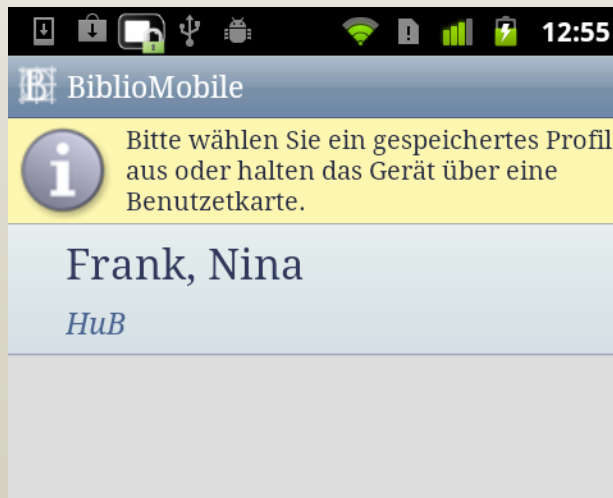 12:55
B BiblioMobile
Bitte wählen Sie ein gespeichertes Profil
aus oder halten das Gerät über eine
Benutzetkarte.
Frank, Nina
HuB